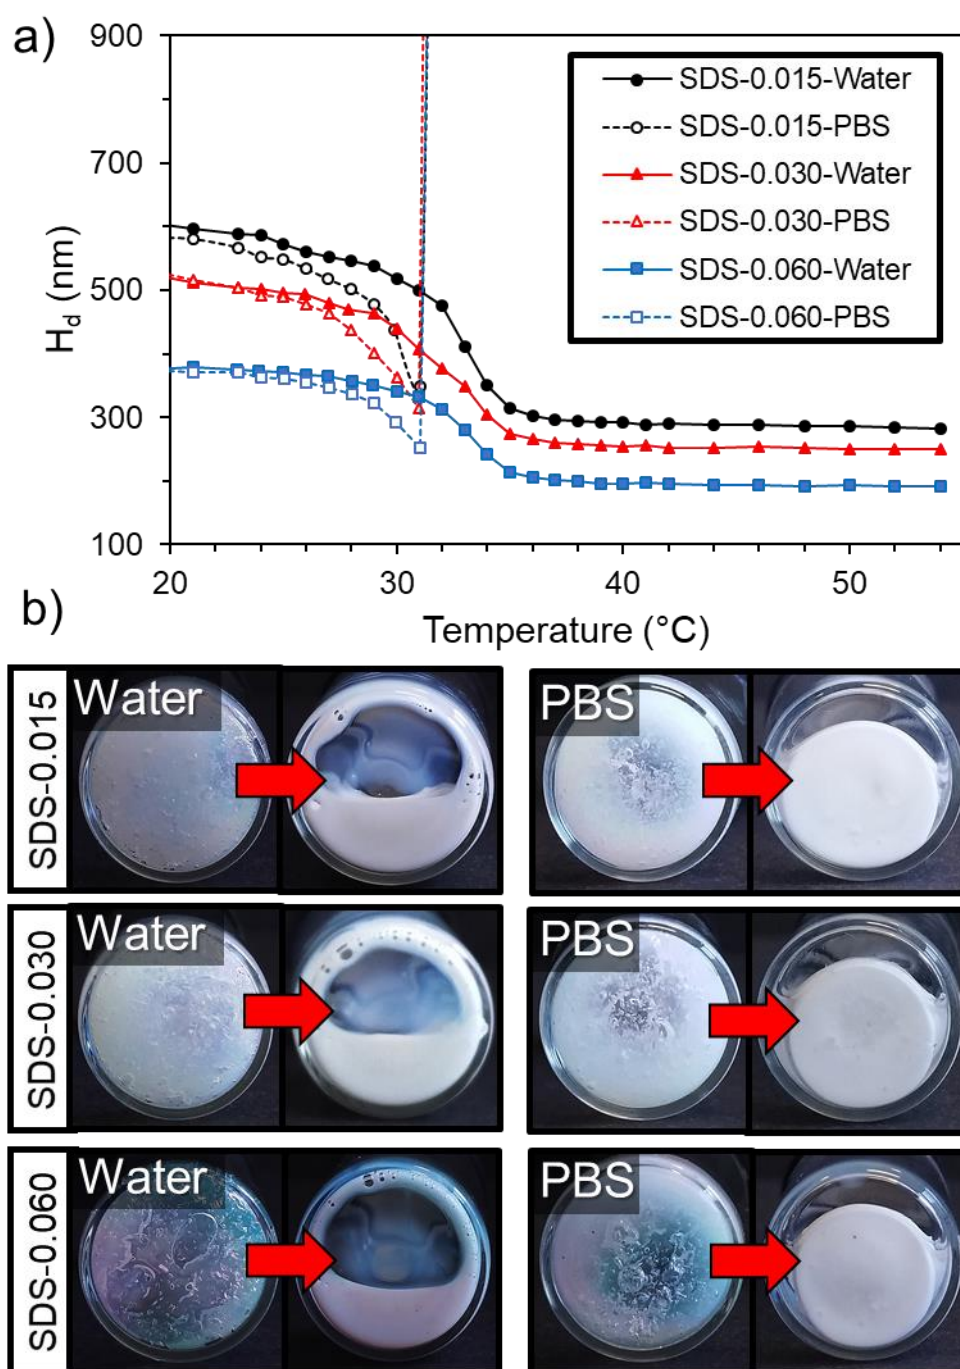 a)
900
700
500
300
100
H_d (nm)
20
30
40
50
Temperature (°C)
SDS-0.015-Water
SDS-0.015-PBS
SDS-0.030-Water
SDS-0.030-PBS
SDS-0.060-Water
SDS-0.060-PBS
b)
SDS-0.015
Water
PBS
SDS-0.030
Water
PBS
SDS-0.060
Water
PBS